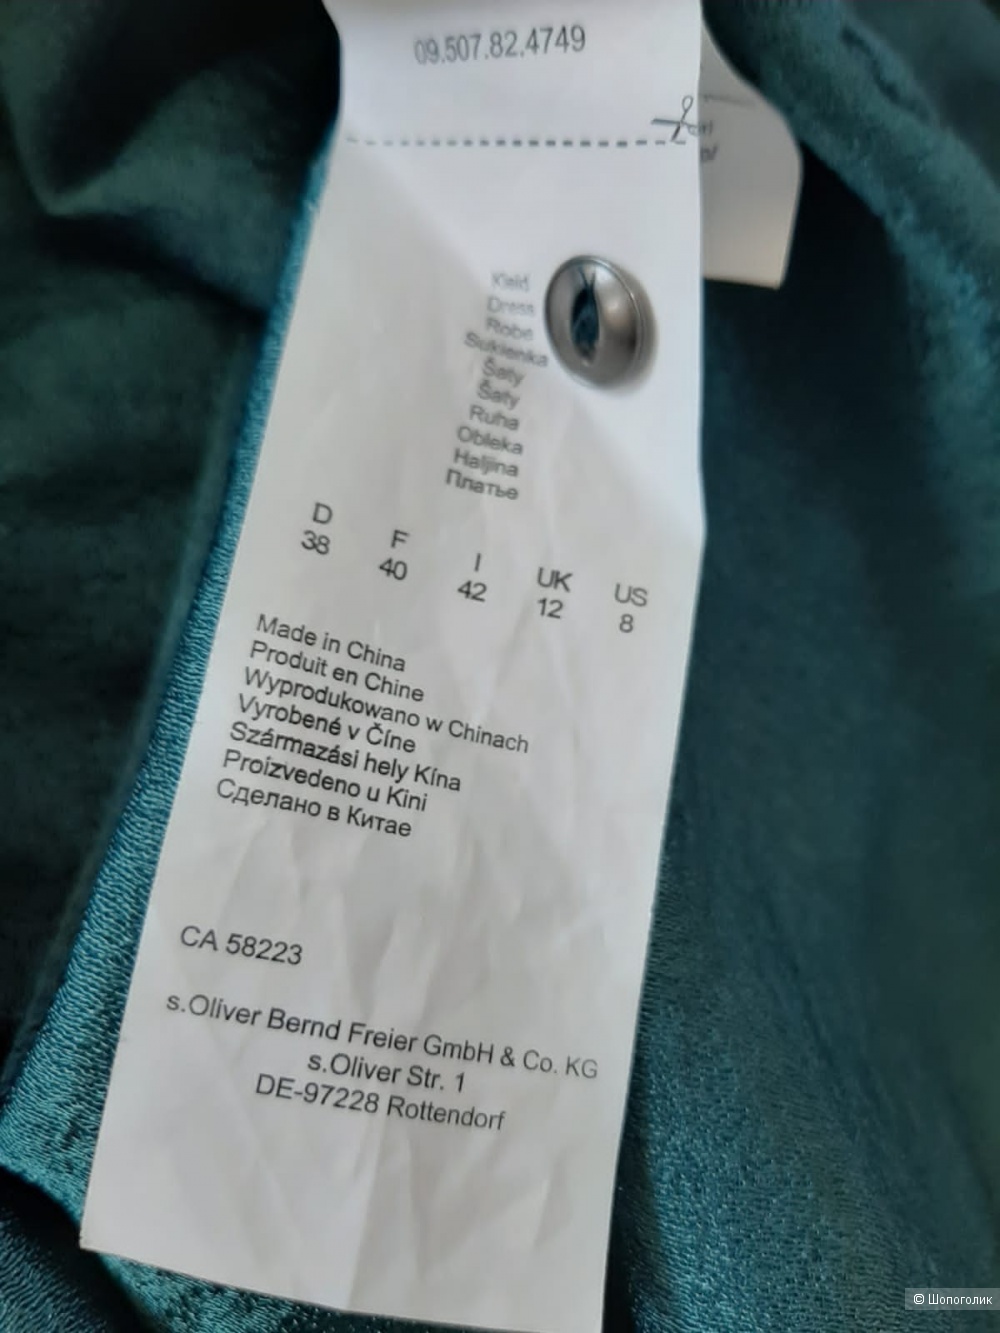 09.507.82.4749
Kleid
Dress
Robe
Sukienka
Šaty
Šaty
Ruha
Obleka
Haljina
Платье
D F I UK US
38 40 42 12 8
Made in China
Produit en Chine
Wyprodukowano w Chinach
Vyrobené v Číne
Származási hely Kína
Proizvedeno u Kini
Сделано в Китае
CA 58223
s.Oliver Bernd Freier GmbH & Co. KG
s.Oliver Str. 1
DE-97228 Rottendorf
© Шопоголик